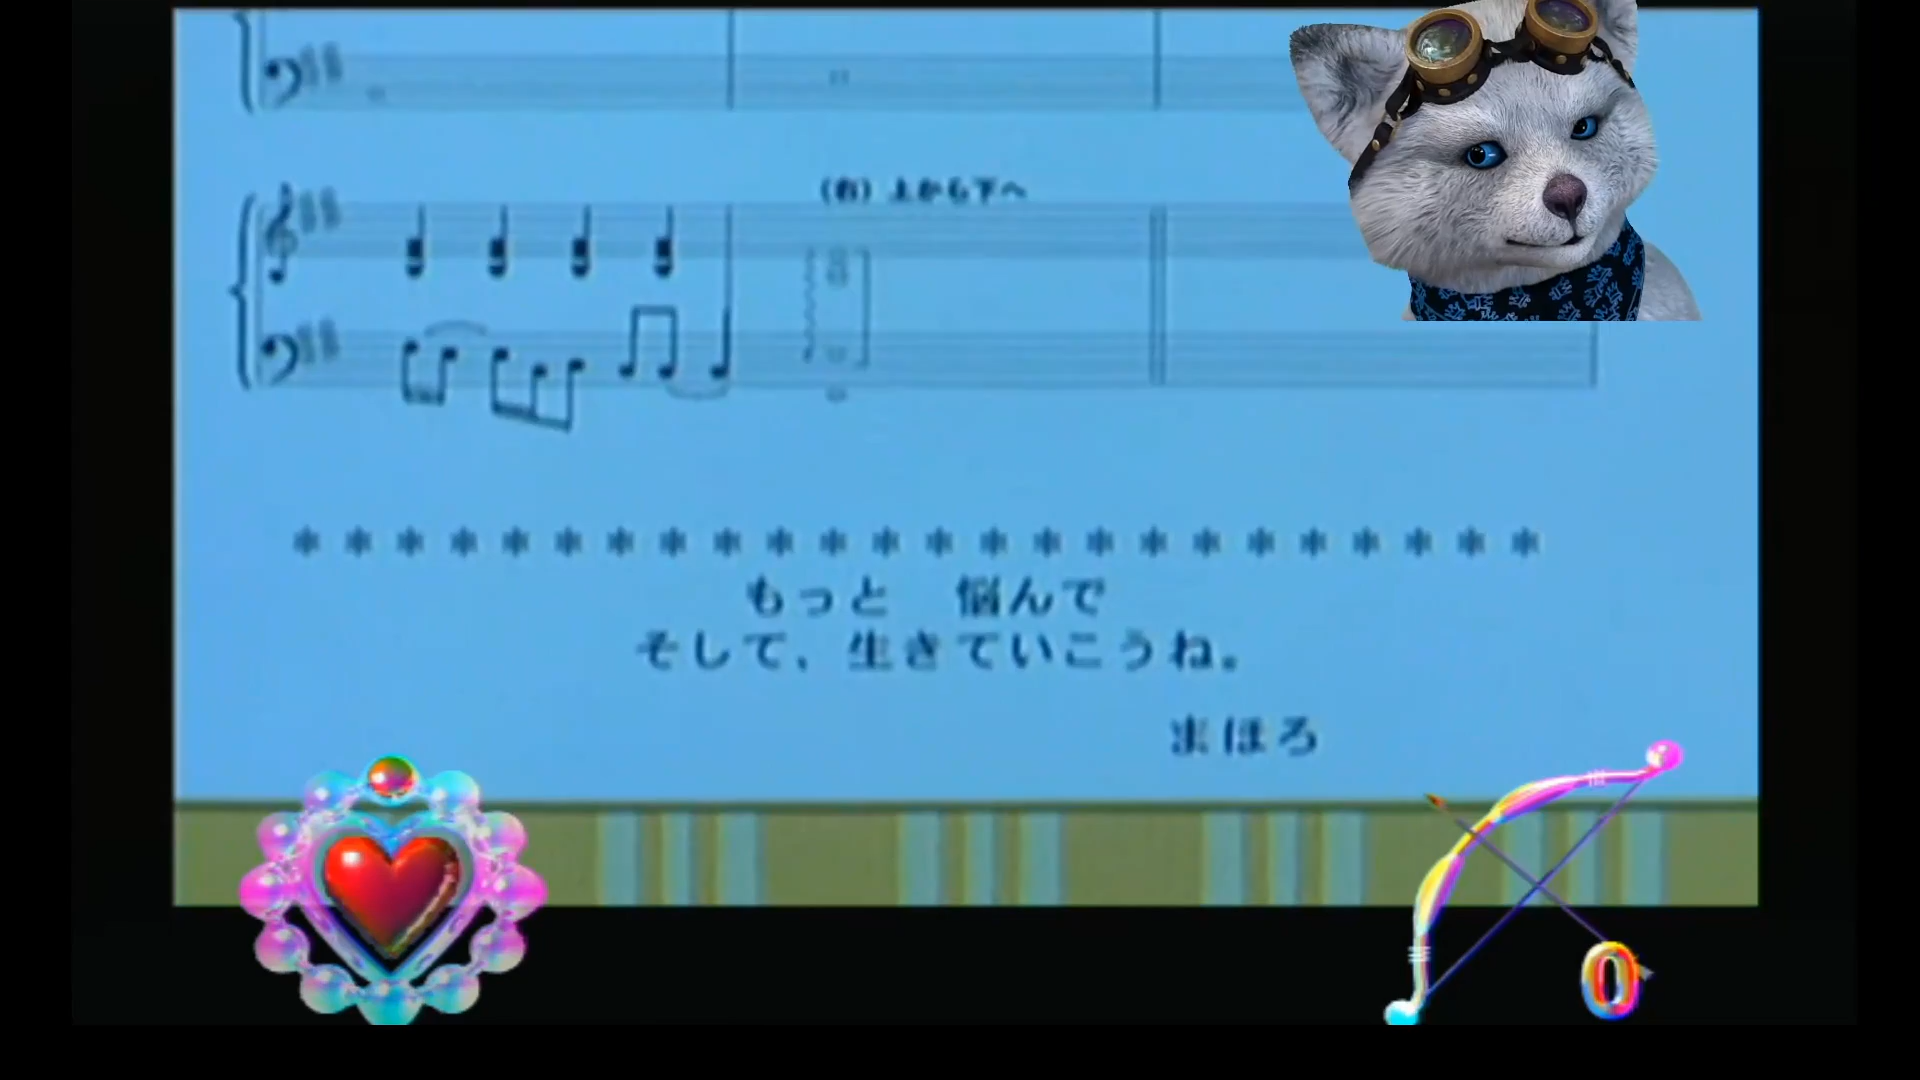 (右) 上から下へ
* * * * * * * * * * * * * * * * * * * * * * * *
もっと 悩んで
そして、生きていこうね。
まほろ
0